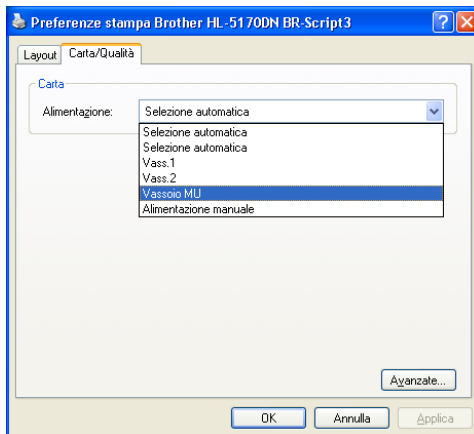 Preferenze stampa Brother HL-5170DN BR-Script3
Layout Carta/Qualità
Carta
Alimentazione: Selezione automatica
Selezione automatica
Selezione automatica
Vass.1
Vass.2
Vassoio MU
Alimentazione manuale
Avanzate...
OK Annulla Applica